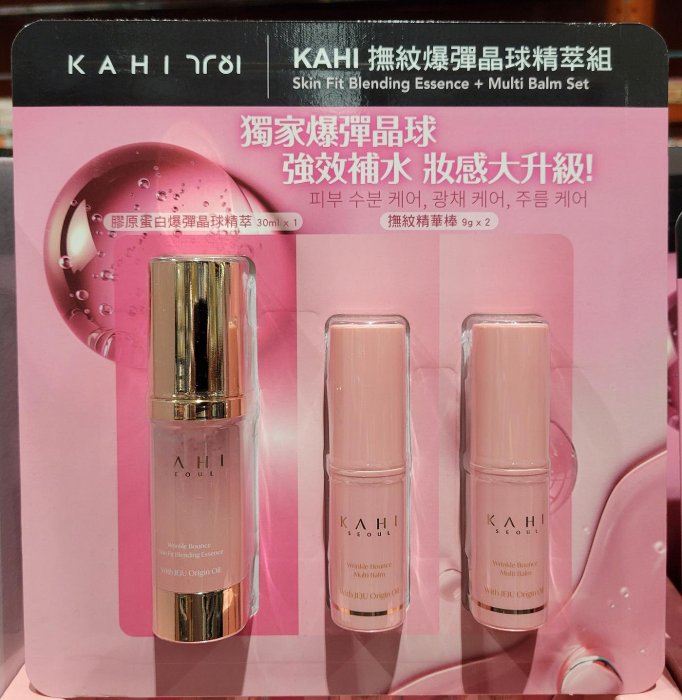 KAHI 가히
KAHI 撫紋爆彈晶球精萃組
Skin Fit Blending Essence + Multi Balm Set
獨家爆彈晶球
強效補水 妝感大升級!
피부 수분 케어, 광채 케어, 주름 케어
膠原蛋白爆彈晶球精萃 30ml x 1
撫紋精華棒 9g x 2
AHI
SEOUL
Wrinkle Bounce
Skin Fit Blending Essence
With JEJU Origin Oil
KAHI
SEOUL
Wrinkle Bounce
Multi Balm
With JEJU Origin Oil
KAHI
SEOUL
Wrinkle Bounce
Multi Balm
With JEJU Origin Oil